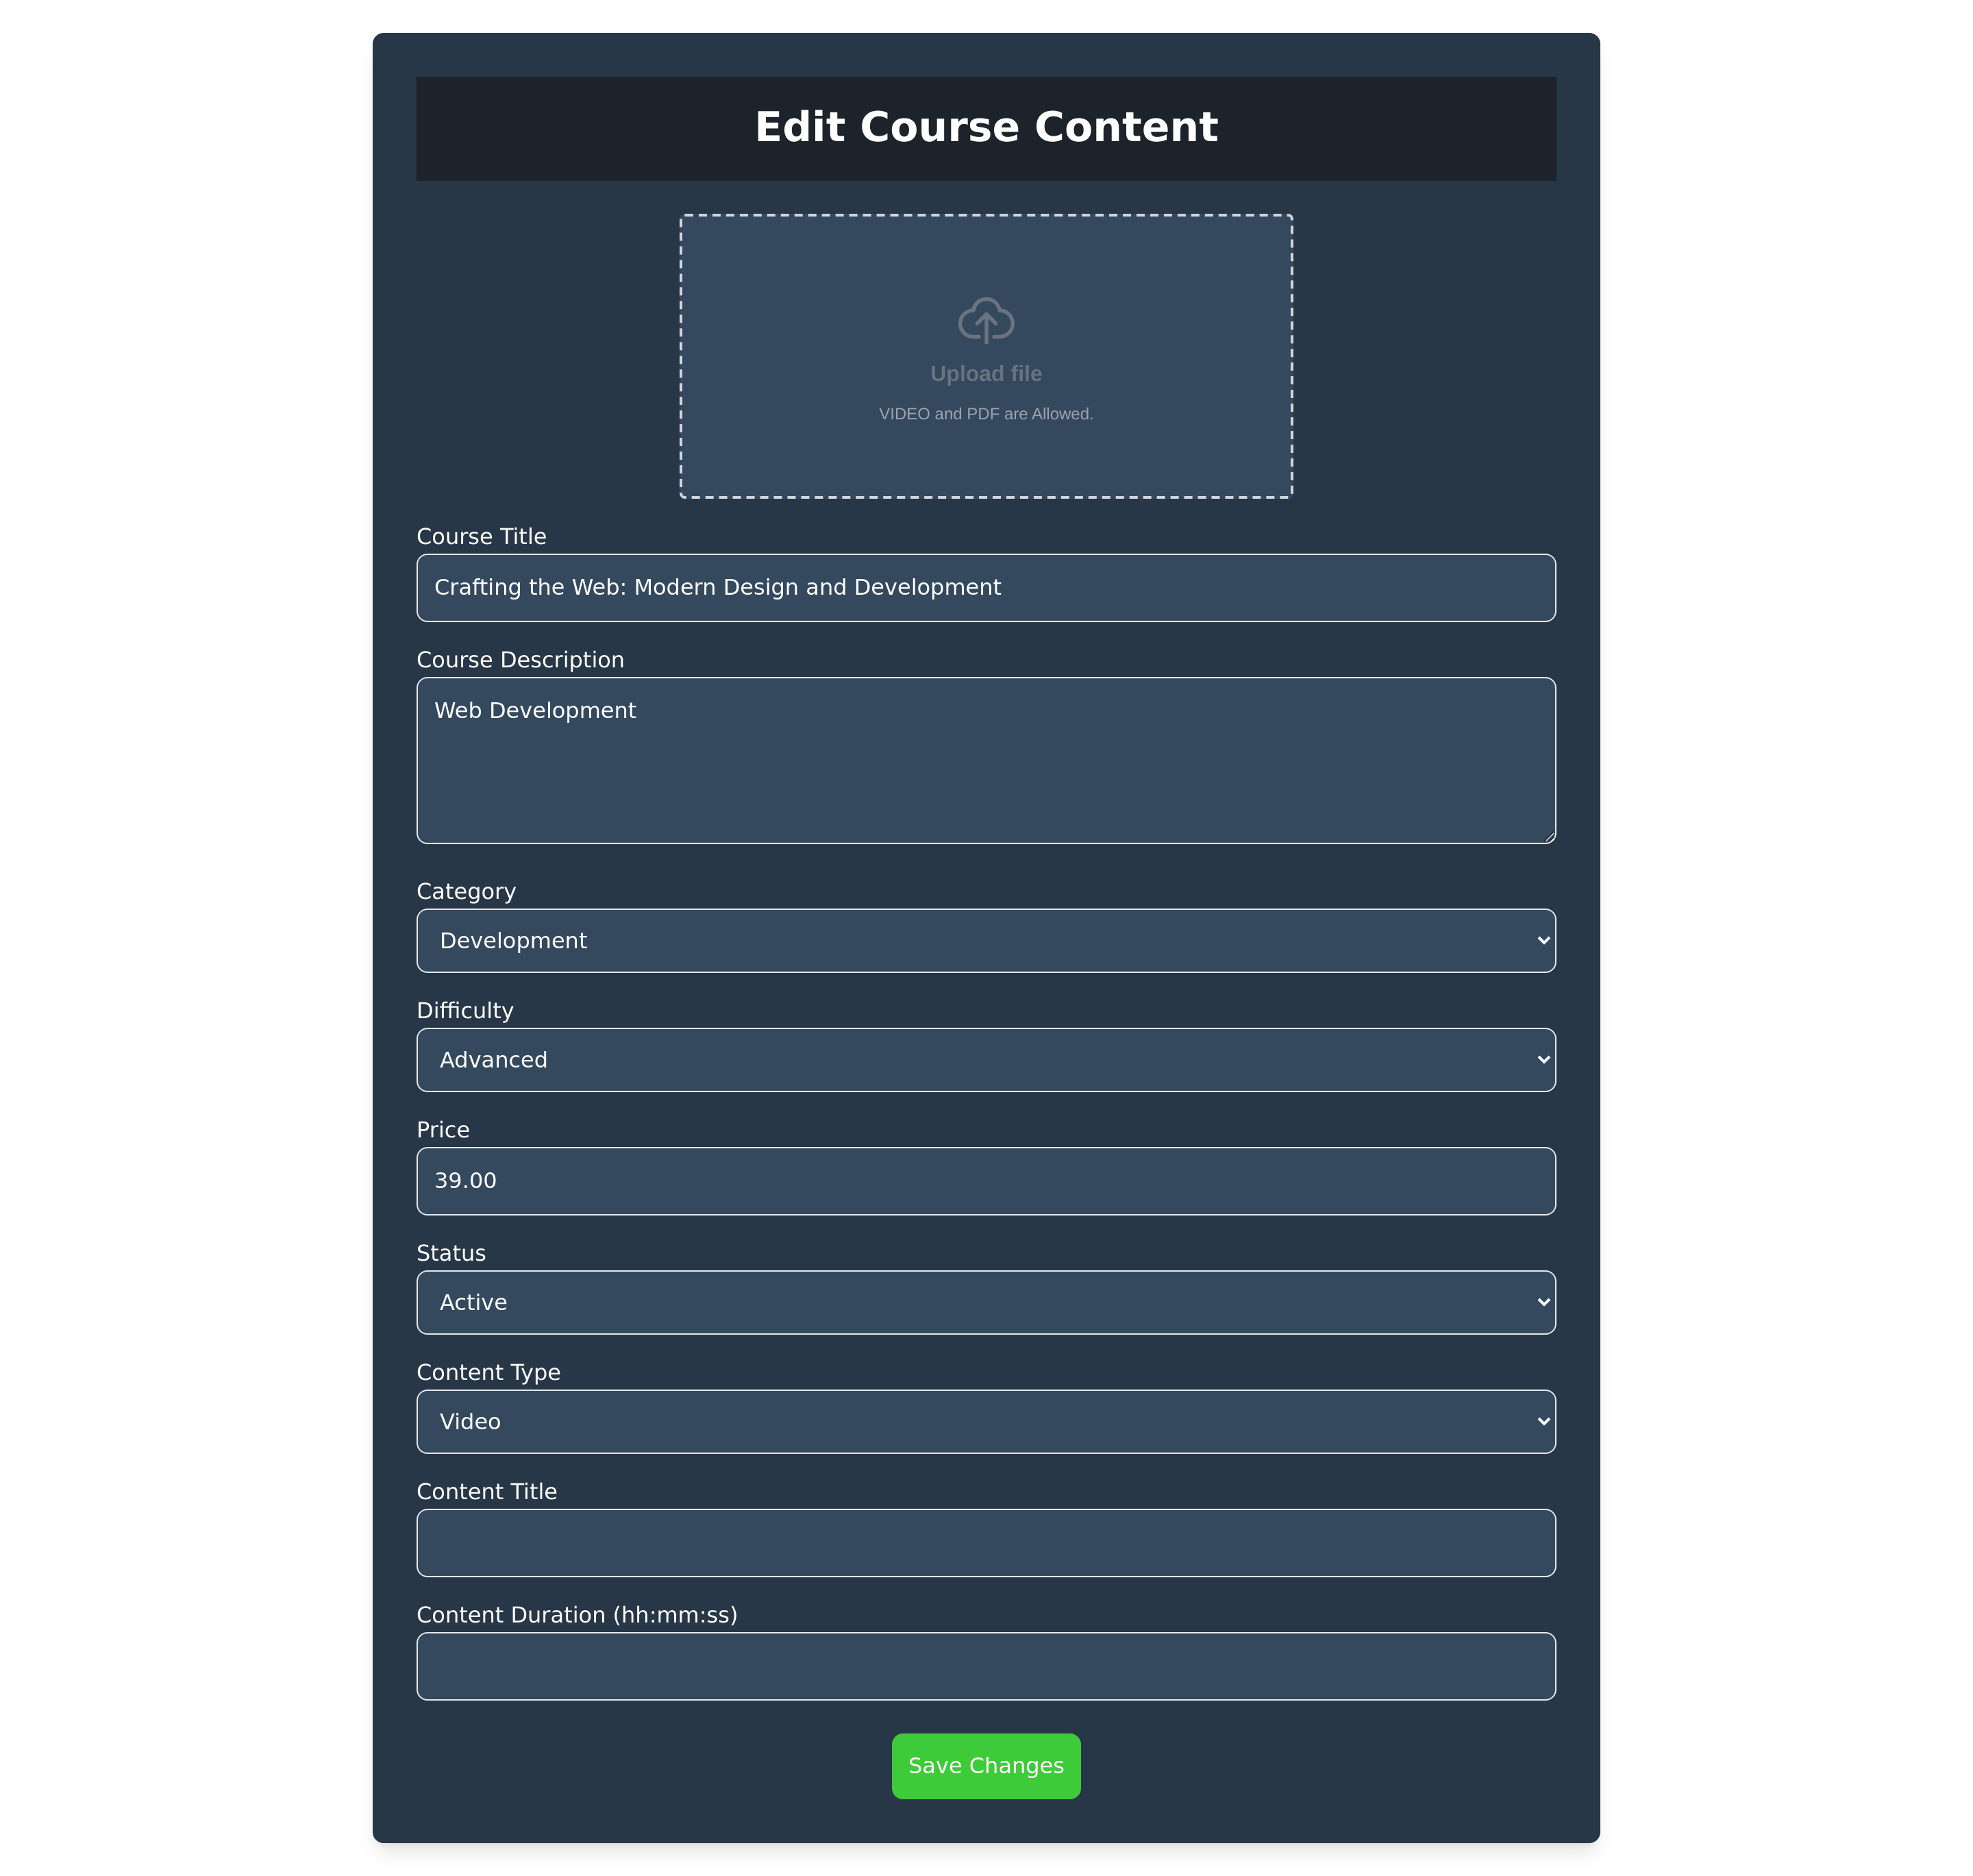 Edit Course Content
Upload file
VIDEO and PDF are Allowed.
Course Title
Crafting the Web: Modern Design and Development
Course Description
Web Development
Category
Development
Difficulty
Advanced
Price
39.00
Status
Active
Content Type
Video
Content Title
Content Duration (hh:mm:ss)
Save Changes